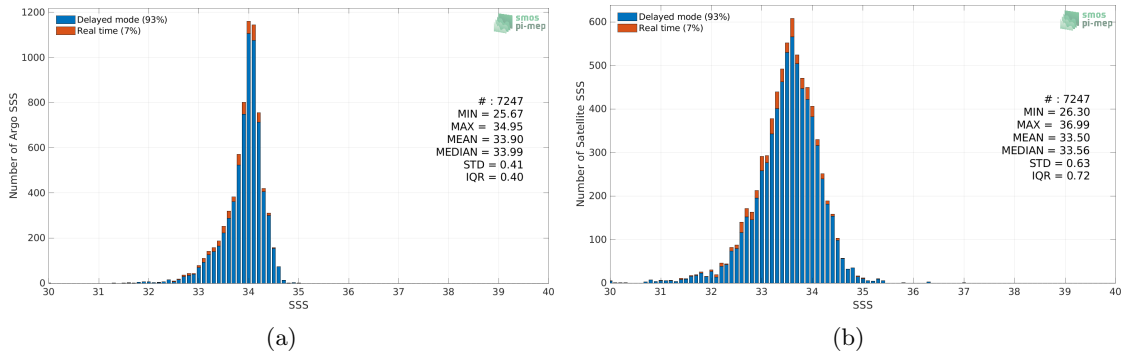 Delayed mode (93%)
Real time (7%)
smos
pi-mep
Number of Argo SSS
1200
1000
800
600
400
200
0
# : 7247
MIN = 25.67
MAX = 34.95
MEAN = 33.90
MEDIAN = 33.99
STD = 0.41
IQR = 0.40
30 31 32 33 34 35 36 37 38 39 40
SSS
(a)
Delayed mode (93%)
Real time (7%)
smos
pi-mep
Number of Satellite SSS
600
500
400
300
200
100
0
# : 7247
MIN = 26.30
MAX = 36.99
MEAN = 33.50
MEDIAN = 33.56
STD = 0.63
IQR = 0.72
30 31 32 33 34 35 36 37 38 39 40
SSS
(b)